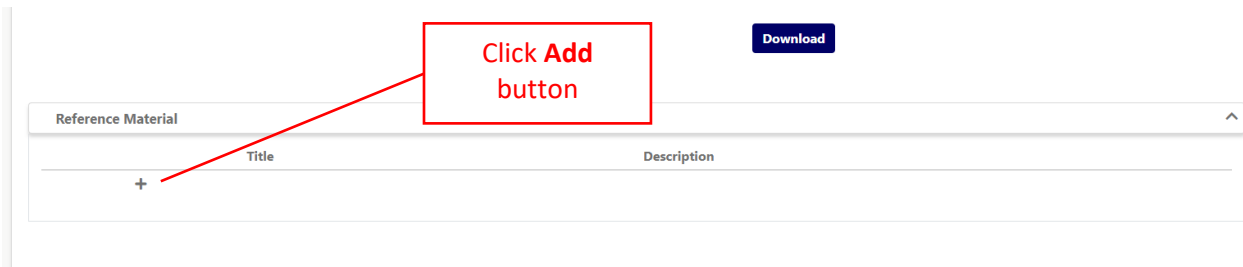 Click Add
button
Download
Reference Material
Title Description
+